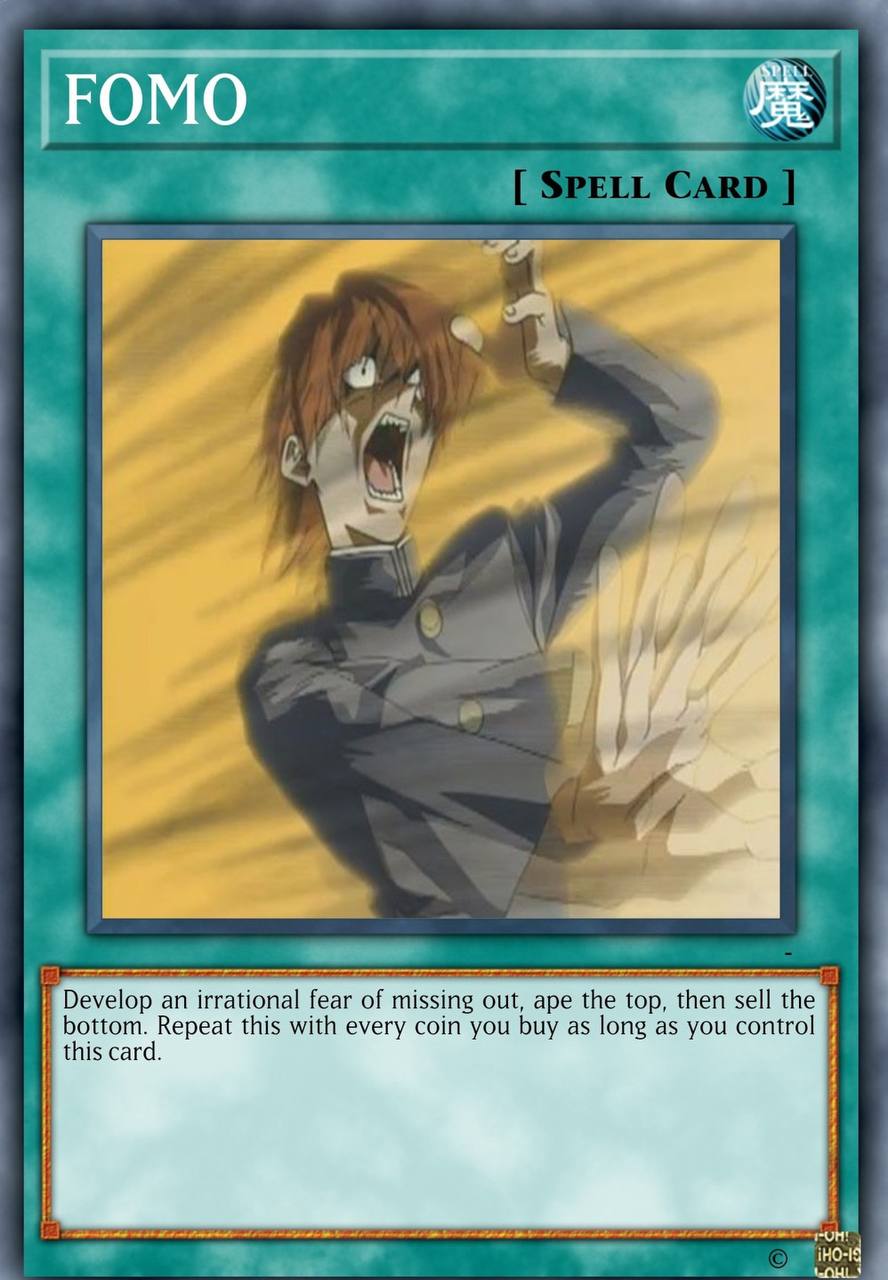 FOMO
SPELL
魔
[ SPELL CARD ]
-
Develop an irrational fear of missing out, ape the top, then sell the
bottom. Repeat this with every coin you buy as long as you control
this card.
©